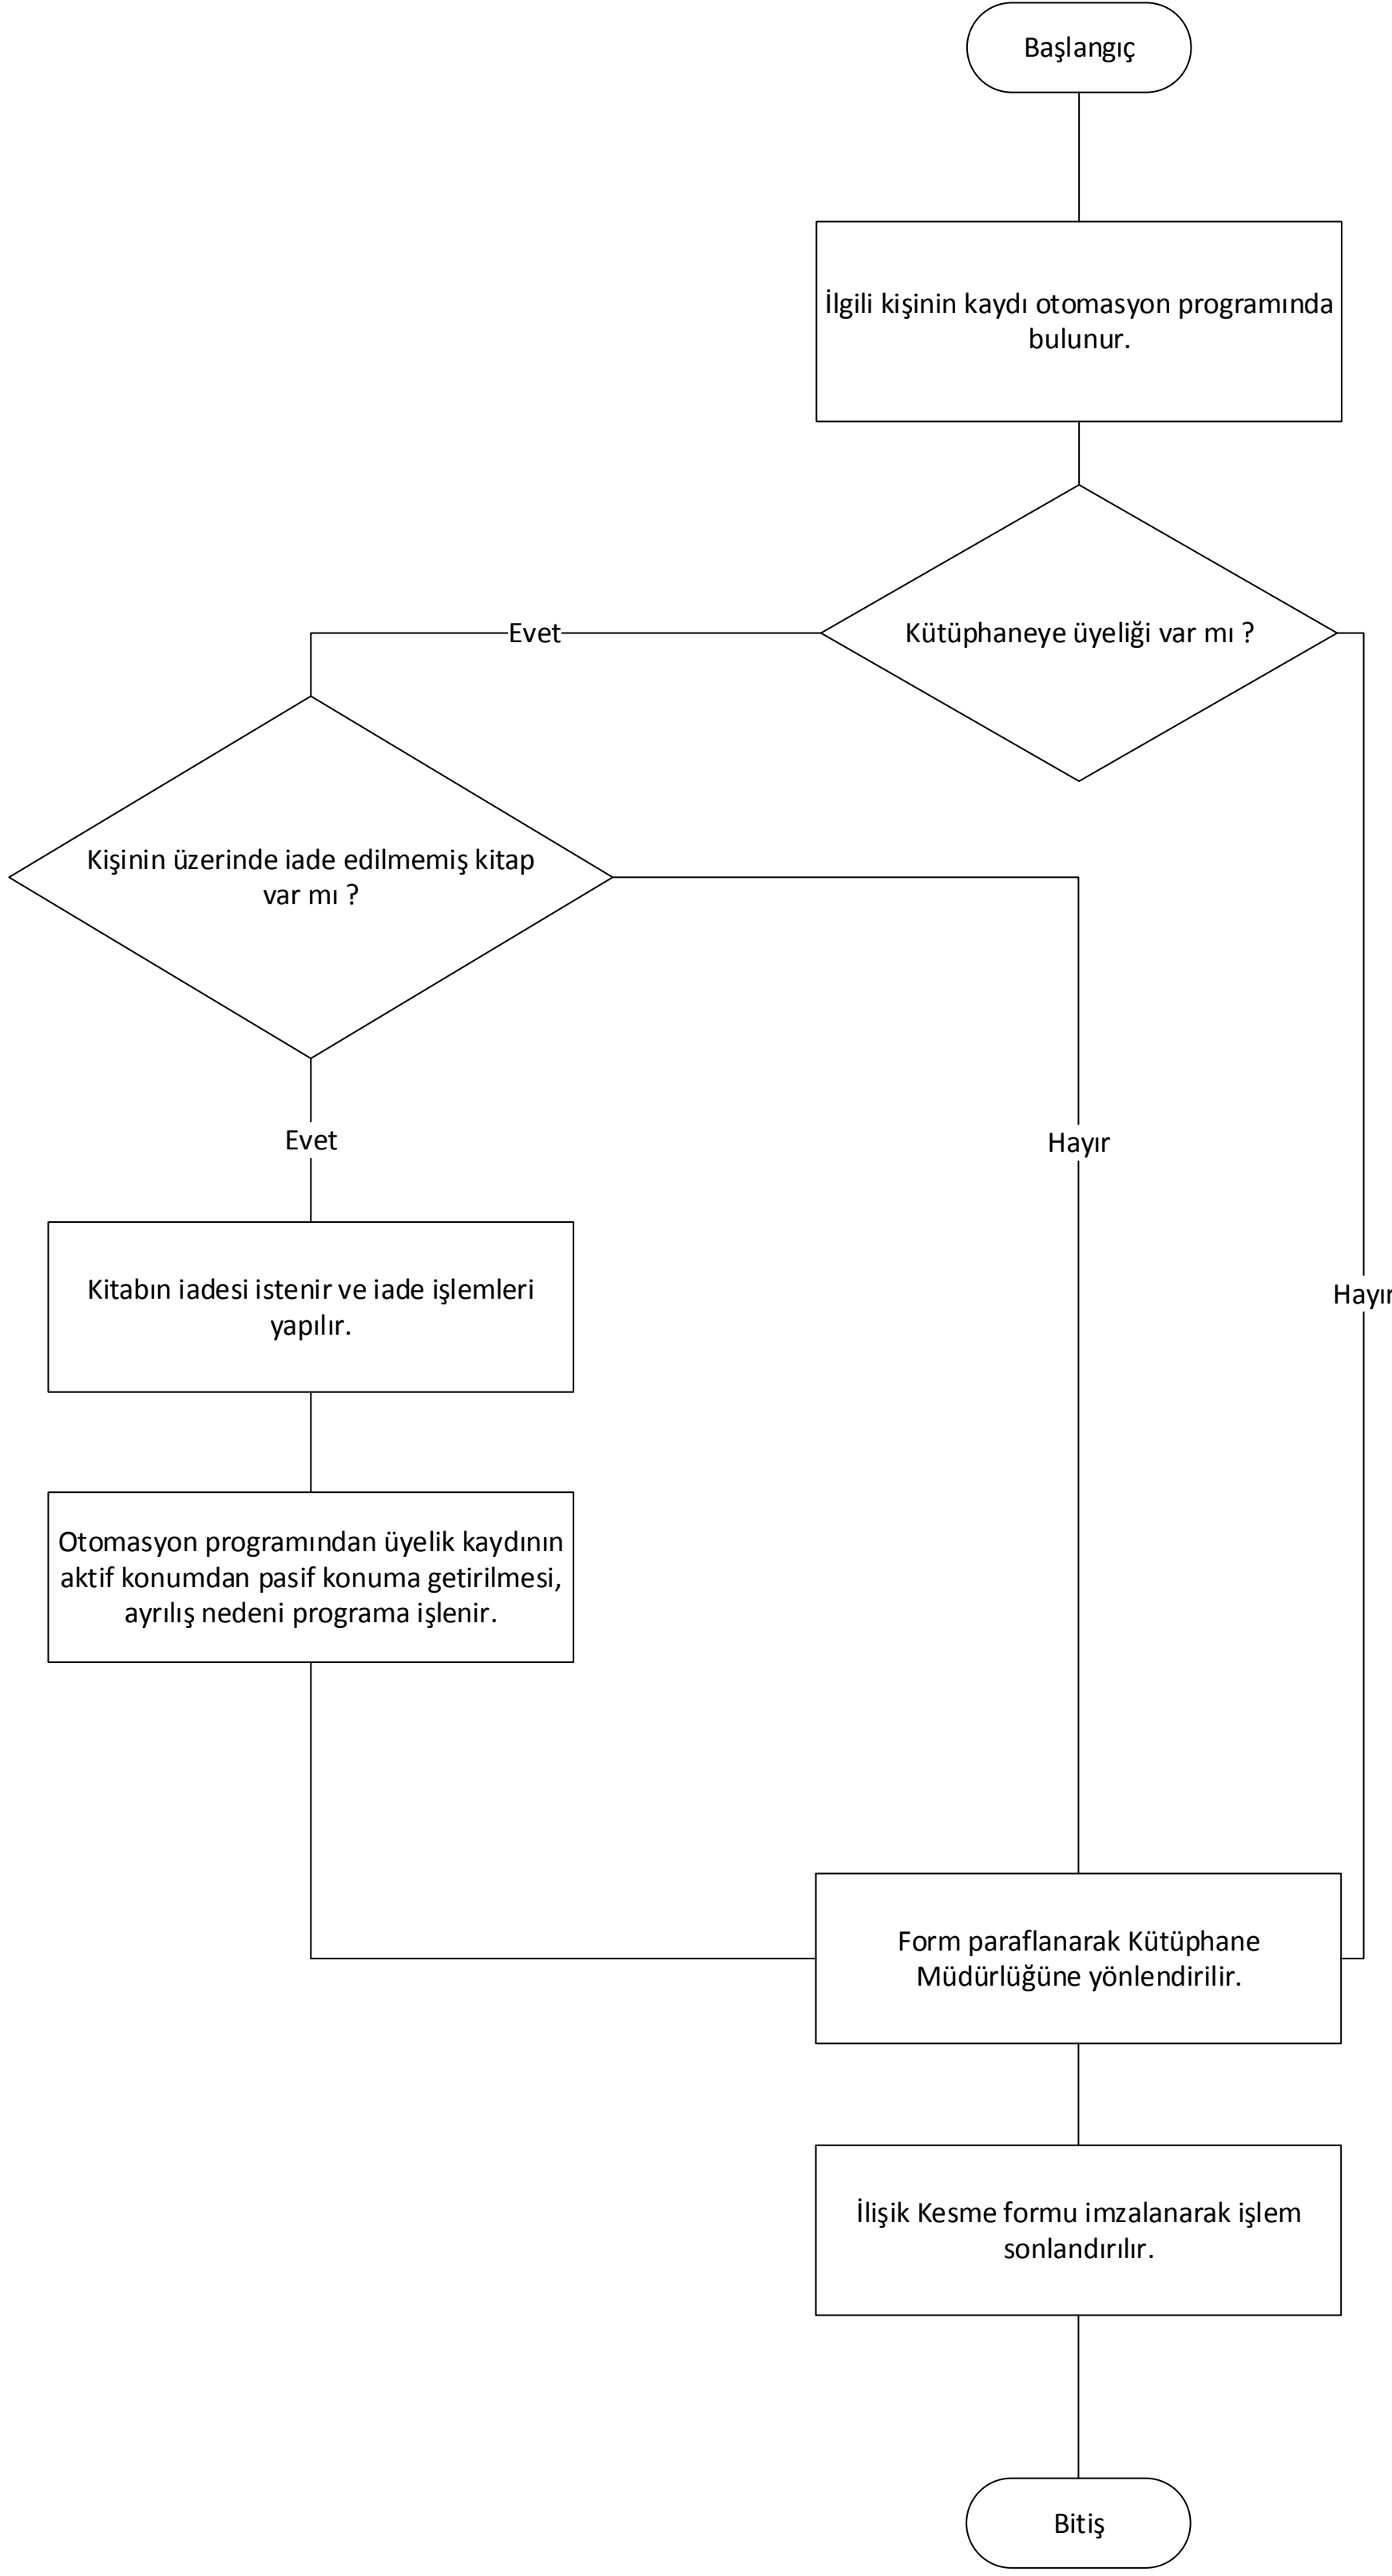 Başlangıç
İlgili kişinin kaydı otomasyon programında
bulunur.
Kütüphaneye üyeliği var mı ?
Evet
Kişinin üzerinde iade edilmemiş kitap
var mı ?
Evet
Hayır
Kitabın iadesi istenir ve iade işlemleri
yapılır.
Hayır
Otomasyon programından üyelik kaydının
aktif konumdan pasif konuma getirilmesi,
ayrılış nedeni programa işlenir.
Form paraflanarak Kütüphane
Müdürlüğüne yönlendirilir.
İlişik Kesme formu imzalanarak işlem
sonlandırılır.
Bitiş